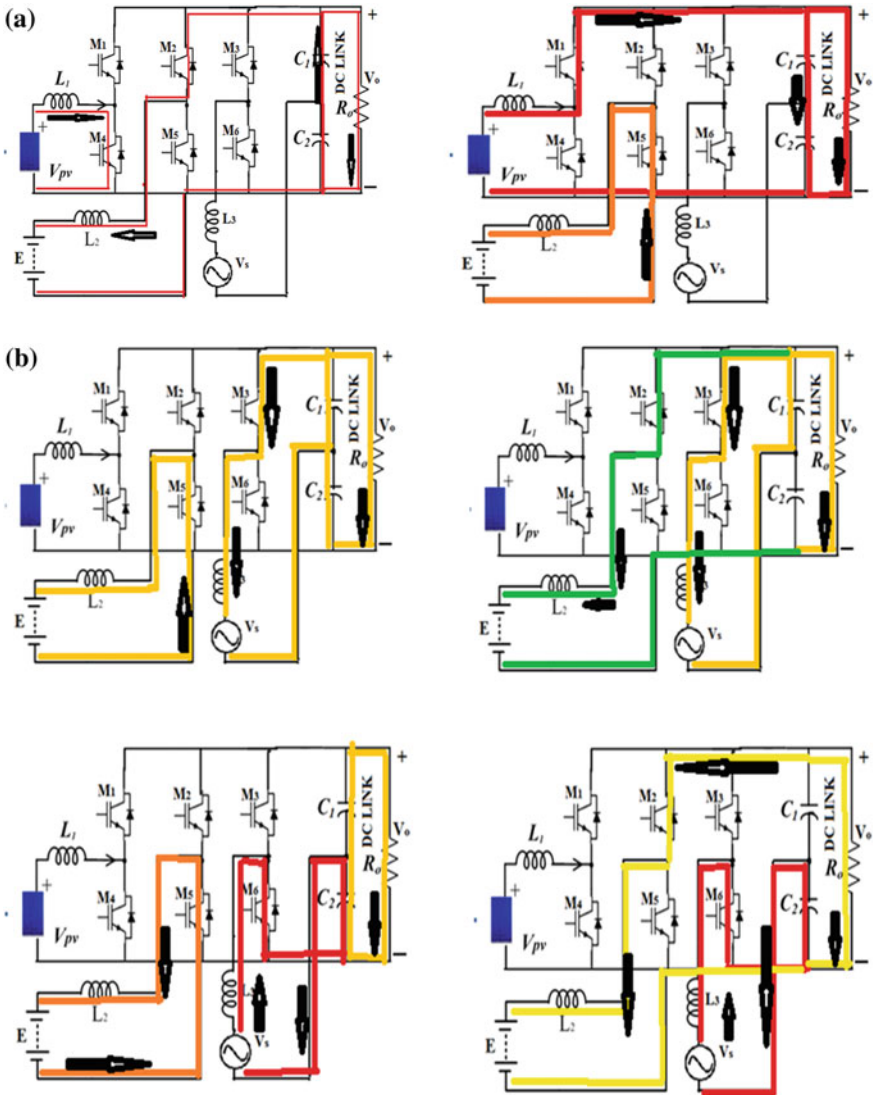 (a)
M1
M2
M3
L1
C1
DC LINK
+
Vo
Ro
+
M4
M5
M6
C2
Vpv
−
L2
L3
E
Vs
M1
M2
M3
L1
C1
DC LINK
+
Vo
Ro
+
M4
M5
M6
C2
Vpv
−
L2
L3
E
Vs
(b)
M1
M2
M3
L1
C1
DC LINK
+
Vo
Ro
+
M4
M5
M6
C2
Vpv
−
L2
3
E
Vs
M1
M2
M3
L1
C1
DC LINK
+
Vo
Ro
+
M4
M5
M6
C2
Vpv
−
L2
3
E
Vs
M1
M2
M3
L1
C1
DC LINK
+
Vo
Ro
+
M4
M5
M6
C2
Vpv
−
L2
L3
E
Vs
M1
M2
M3
L1
C1
DC LINK
+
Vo
Ro
+
M4
M5
M6
C2
Vpv
−
L2
L3
E
Vs